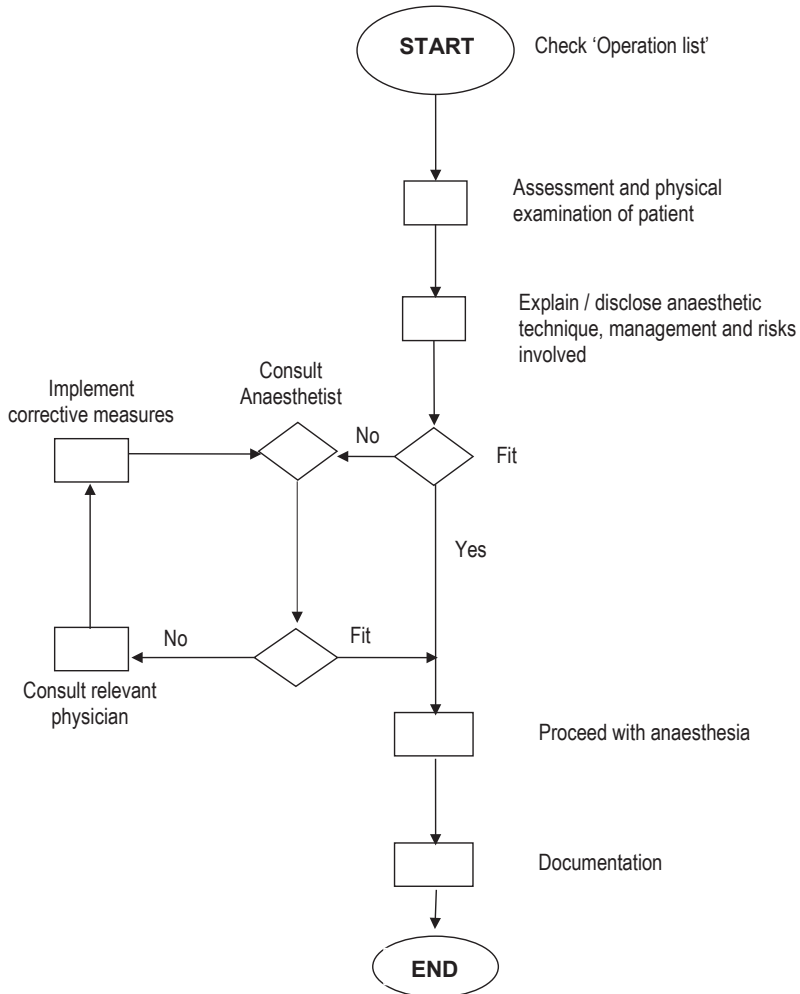 START
Check ‘Operation list’
Assessment and physical
examination of patient
Explain / disclose anaesthetic
technique, management and risks
involved
Consult
Anaesthetist
Implement
corrective measures
No
Fit
Yes
No
Fit
Consult relevant
physician
Proceed with anaesthesia
Documentation
END